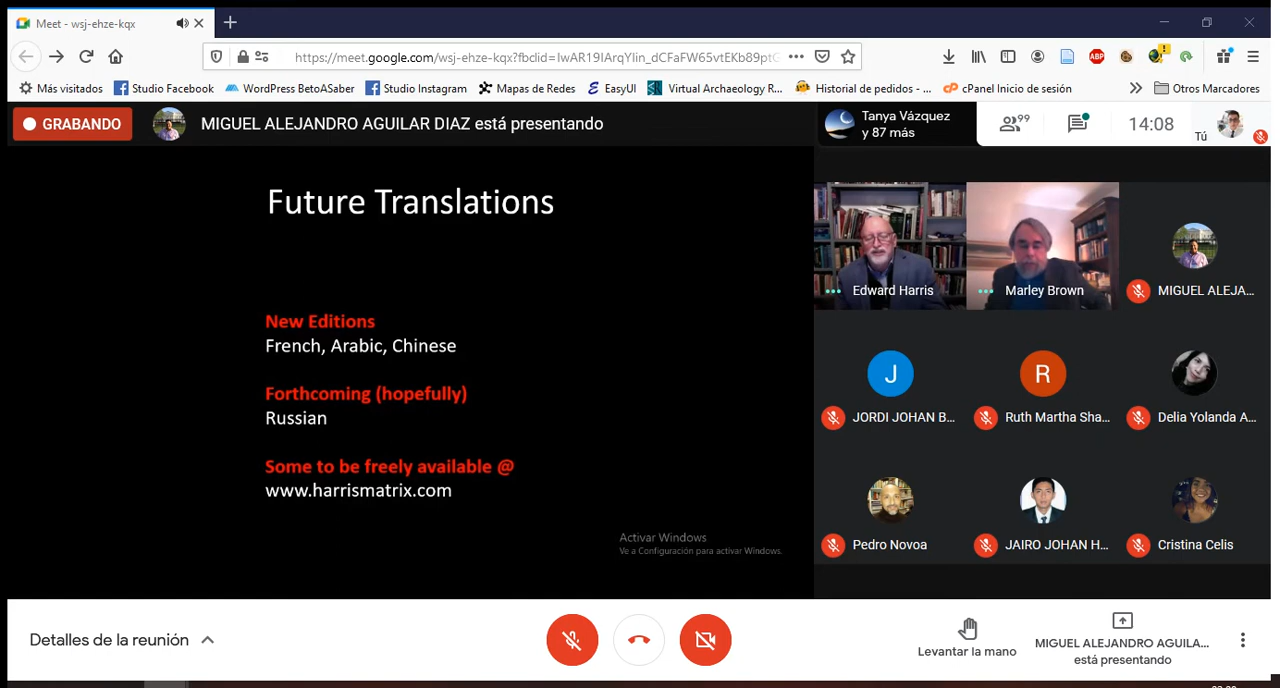 Meet - wsj-ehze-kqx
https://meet.google.com/wsj-ehze-kqx?fbclid=IwAR19IArqYIin_dCFaFW65vtEKb89ptG
Más visitados
Studio Facebook
WordPress BetoASaber
Studio Instagram
Mapas de Redes
EasyUI
Virtual Archaeology R...
Historial de pedidos - ...
cPanel Inicio de sesión
Otros Marcadores
GRABANDO
MIGUEL ALEJANDRO AGUILAR DIAZ está presentando
Tanya Vázquez
y 87 más
99
14:08
Tú
Future Translations
New Editions
French, Arabic, Chinese
Forthcoming (hopefully)
Russian
Some to be freely available @
www.harrismatrix.com
Activar Windows
Ve a Configuración para activar Windows.
Edward Harris
Marley Brown
MIGUEL ALEJA...
J
R
JORDI JOHAN B...
Ruth Martha Sha...
Delia Yolanda A...
Pedro Novoa
JAIRO JOHAN H...
Cristina Celis
Detalles de la reunión
Levantar la mano
MIGUEL ALEJANDRO AGUILA...
está presentando